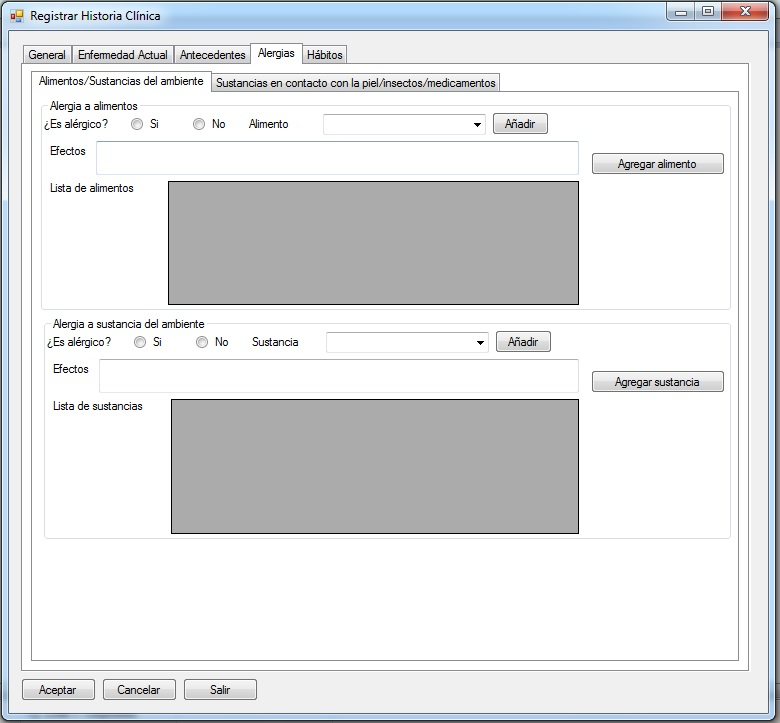 Registrar Historia Clínica
General Enfermedad Actual Antecedentes Alergias Hábitos
Alimentos/Sustancias del ambiente Sustancias en contacto con la piel/insectos/medicamentos
Alergia a alimentos
¿Es alérgico? Si No Alimento Añadir
Efectos
Agregar alimento
Lista de alimentos
Alergia a sustancia del ambiente
¿Es alérgico? Si No Sustancia Añadir
Efectos
Agregar sustancia
Lista de sustancias
Aceptar Cancelar Salir